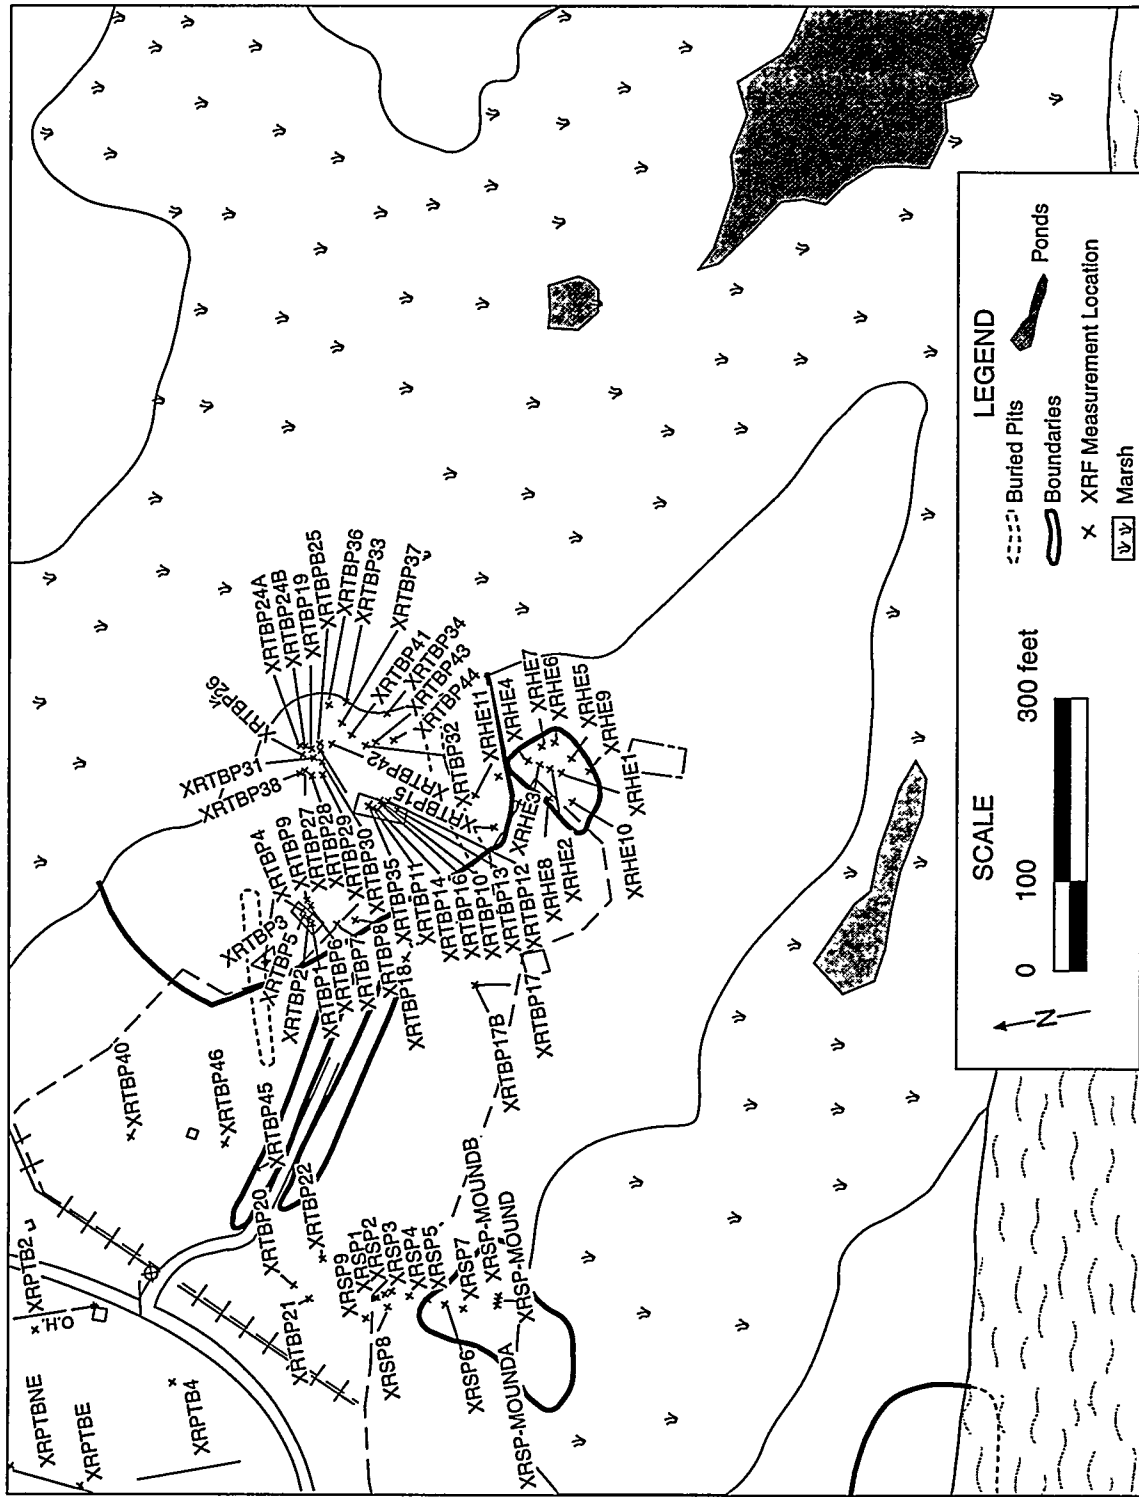 XRPTBNE
XRPTBE
XRPTB4
XRPTB2
O.H.
XRTBP40
XRTBP46
XRTBP45
XRTBP20
XRTBP22
XRTBP21
XRSP9
XRSP1
XRSP2
XRSP3
XRSP4
XRSP5
XRSP7
XRSP-MOUNDB
XRSP-MOUND
XRSP8
XRSP6
XRSP-MOUNDA
XRTBP3
XRTBP5
XRTBP2
XRTBP1
XRTBP6
XRTBP7
XRTBP8
XRTBP18
XRTBP17B
XRTBP17
XRTBP4
XRTBP9
XRTBP27
XRTBP28
XRTBP29
XRTBP30
XRTBP35
XRTBP11
XRTBP14
XRTBP16
XRTBP10
XRTBP13
XRTBP12
XRTBP38
XRTBP31
XRTBP26
XRTBP24A
XRTBP24B
XRTBP19
XRTBPB25
XRTBP36
XRTBP33
XRTBP37
XRTBP41
XRTBP34
XRTBP43
XRTBP44
XRTBP32
XRTBP42
XRTBP15
XRHE11
XRHE4
XRHE7
XRHE6
XRHE5
XRHE9
XRHE1
XRHE3
XRHE8
XRHE2
XRHE10
SCALE
0
100
300 feet
N
LEGEND
Buried Pits
Boundaries
XRF Measurement Location
Marsh
Ponds